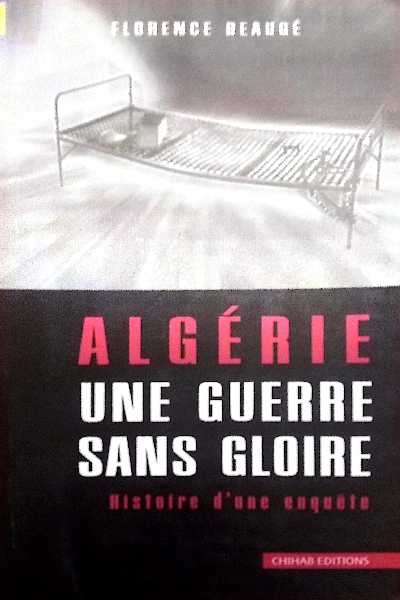 FLORENCE BEAUGÉ
ALGÉRIE
UNE GUERRE
SANS GLOIRE
Histoire d'une enquête
CHIHAB EDITIONS